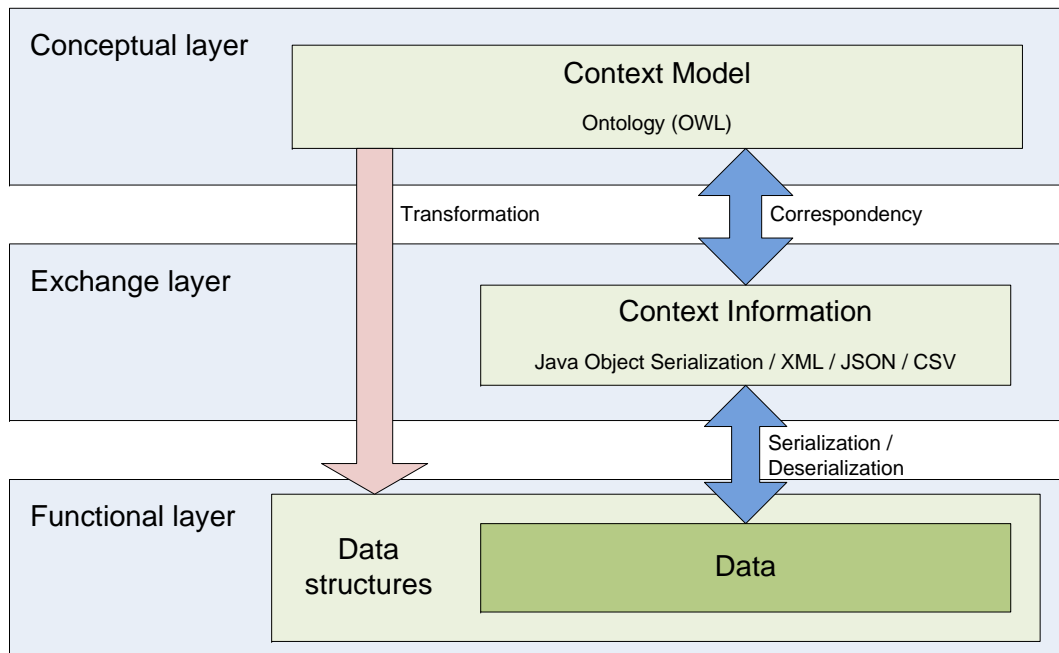 Conceptual layer
Context Model
Ontology (OWL)
Transformation
Correspondency
Exchange layer
Context Information
Java Object Serialization / XML / JSON / CSV
Serialization /
Deserialization
Functional layer
Data
structures
Data